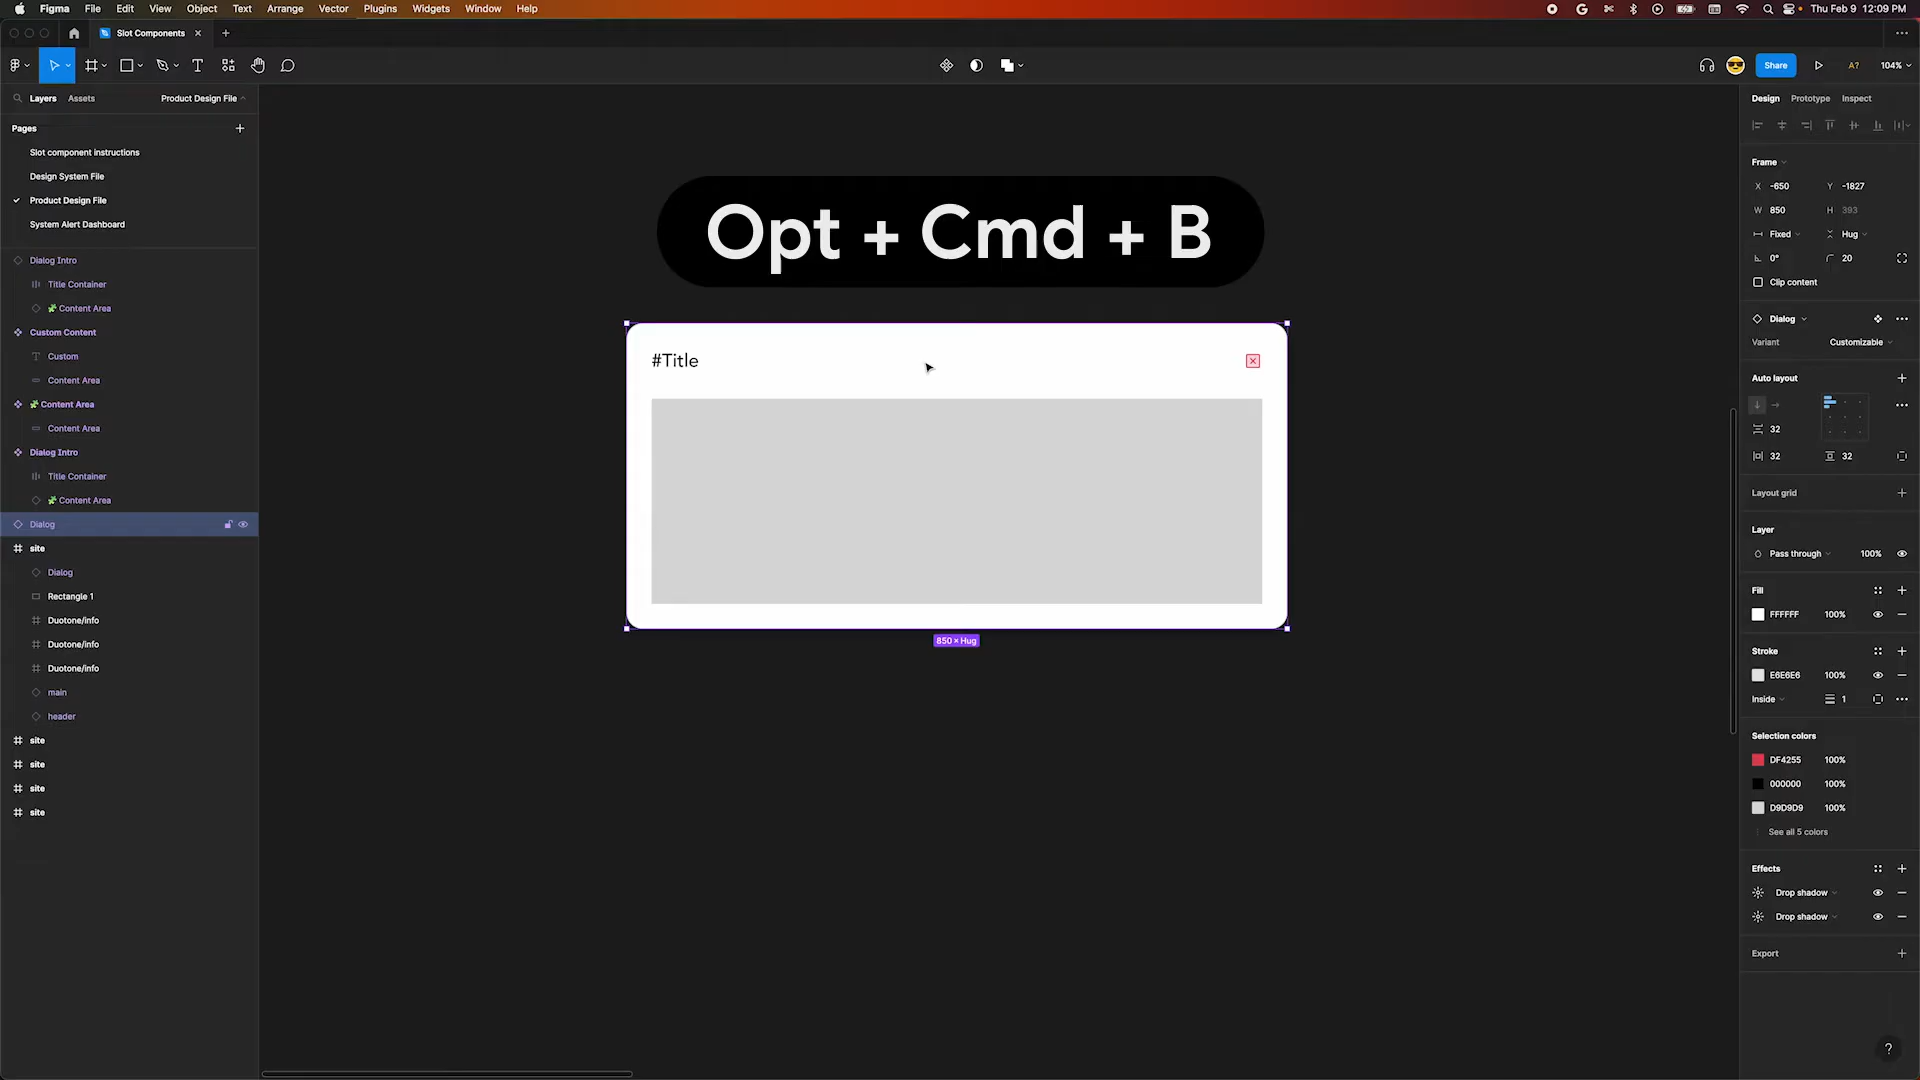 Figma File Edit View Object Text Arrange Vector Plugins Widgets Window Help
Thu Feb 9 12:09 PM
Slot Components
Share
A?
104%
Layers
Assets
Product Design File
Pages
Slot component instructions
Design System File
Product Design File
System Alert Dashboard
Dialog Intro
Title Container
Content Area
Custom Content
Custom
Content Area
Content Area
Content Area
Dialog Intro
Title Container
Content Area
Dialog
site
Dialog
Rectangle 1
Duotone/info
Duotone/info
Duotone/info
main
header
site
site
site
site
Opt + Cmd + B
#Title
850 × Hug
Design Prototype Inspect
Frame
X -650 Y -1827
W 850 H 393
Fixed Hug
0° 20
Clip content
Dialog
Variant Customizable
Auto layout
32
32 32
Layout grid
Layer
Pass through 100%
Fill
FFFFFF 100%
Stroke
E6E6E6 100%
Inside 1
Selection colors
DF4255 100%
000000 100%
D9D9D9 100%
See all 5 colors
Effects
Drop shadow
Drop shadow
Export
?